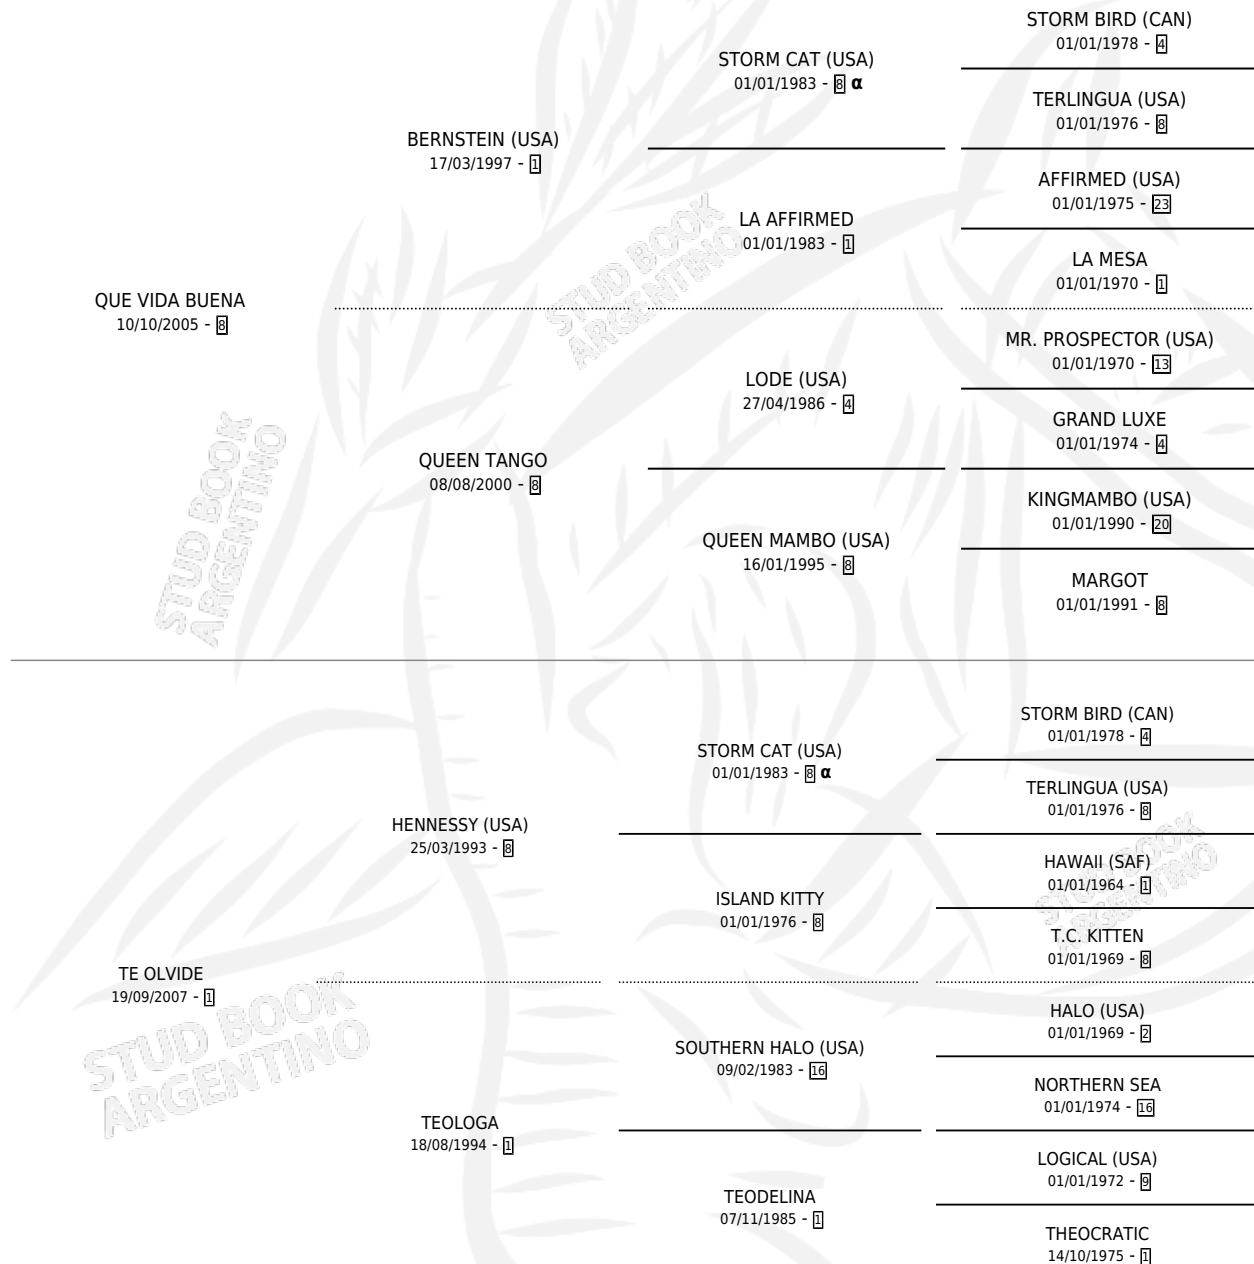 STORM BIRD (CAN)
01/01/1978 - 4
STORM CAT (USA)
01/01/1983 - 8 α
TERLINGUA (USA)
01/01/1976 - 8
BERNSTEIN (USA)
17/03/1997 - 1
AFFIRMED (USA)
01/01/1975 - 23
LA AFFIRMED
01/01/1983 - 1
LA MESA
01/01/1970 - 1
QUE VIDA BUENA
10/10/2005 - 8
MR. PROSPECTOR (USA)
01/01/1970 - 13
LODE (USA)
27/04/1986 - 4
GRAND LUXE
01/01/1974 - 4
QUEEN TANGO
08/08/2000 - 8
KINGMAMBO (USA)
01/01/1990 - 20
QUEEN MAMBO (USA)
16/01/1995 - 8
MARGOT
01/01/1991 - 8
STUD BOOK
ARGENTINO
STUD BOOK
ARGENTINO
STORM BIRD (CAN)
01/01/1978 - 4
STORM CAT (USA)
01/01/1983 - 8 α
TERLINGUA (USA)
01/01/1976 - 8
HENNESSY (USA)
25/03/1993 - 8
HAWAII (SAF)
01/01/1964 - 1
ISLAND KITTY
01/01/1976 - 8
T.C. KITTEN
01/01/1969 - 8
TE OLVIDE
19/09/2007 - 1
HALO (USA)
01/01/1969 - 2
SOUTHERN HALO (USA)
09/02/1983 - 16
NORTHERN SEA
01/01/1974 - 16
TEOLOGA
18/08/1994 - 1
LOGICAL (USA)
01/01/1972 - 9
TEODELINA
07/11/1985 - 1
THEOCRATIC
14/10/1975 - 1
STUD BOOK
ARGENTINO
STUD BOOK
ARGENTINO